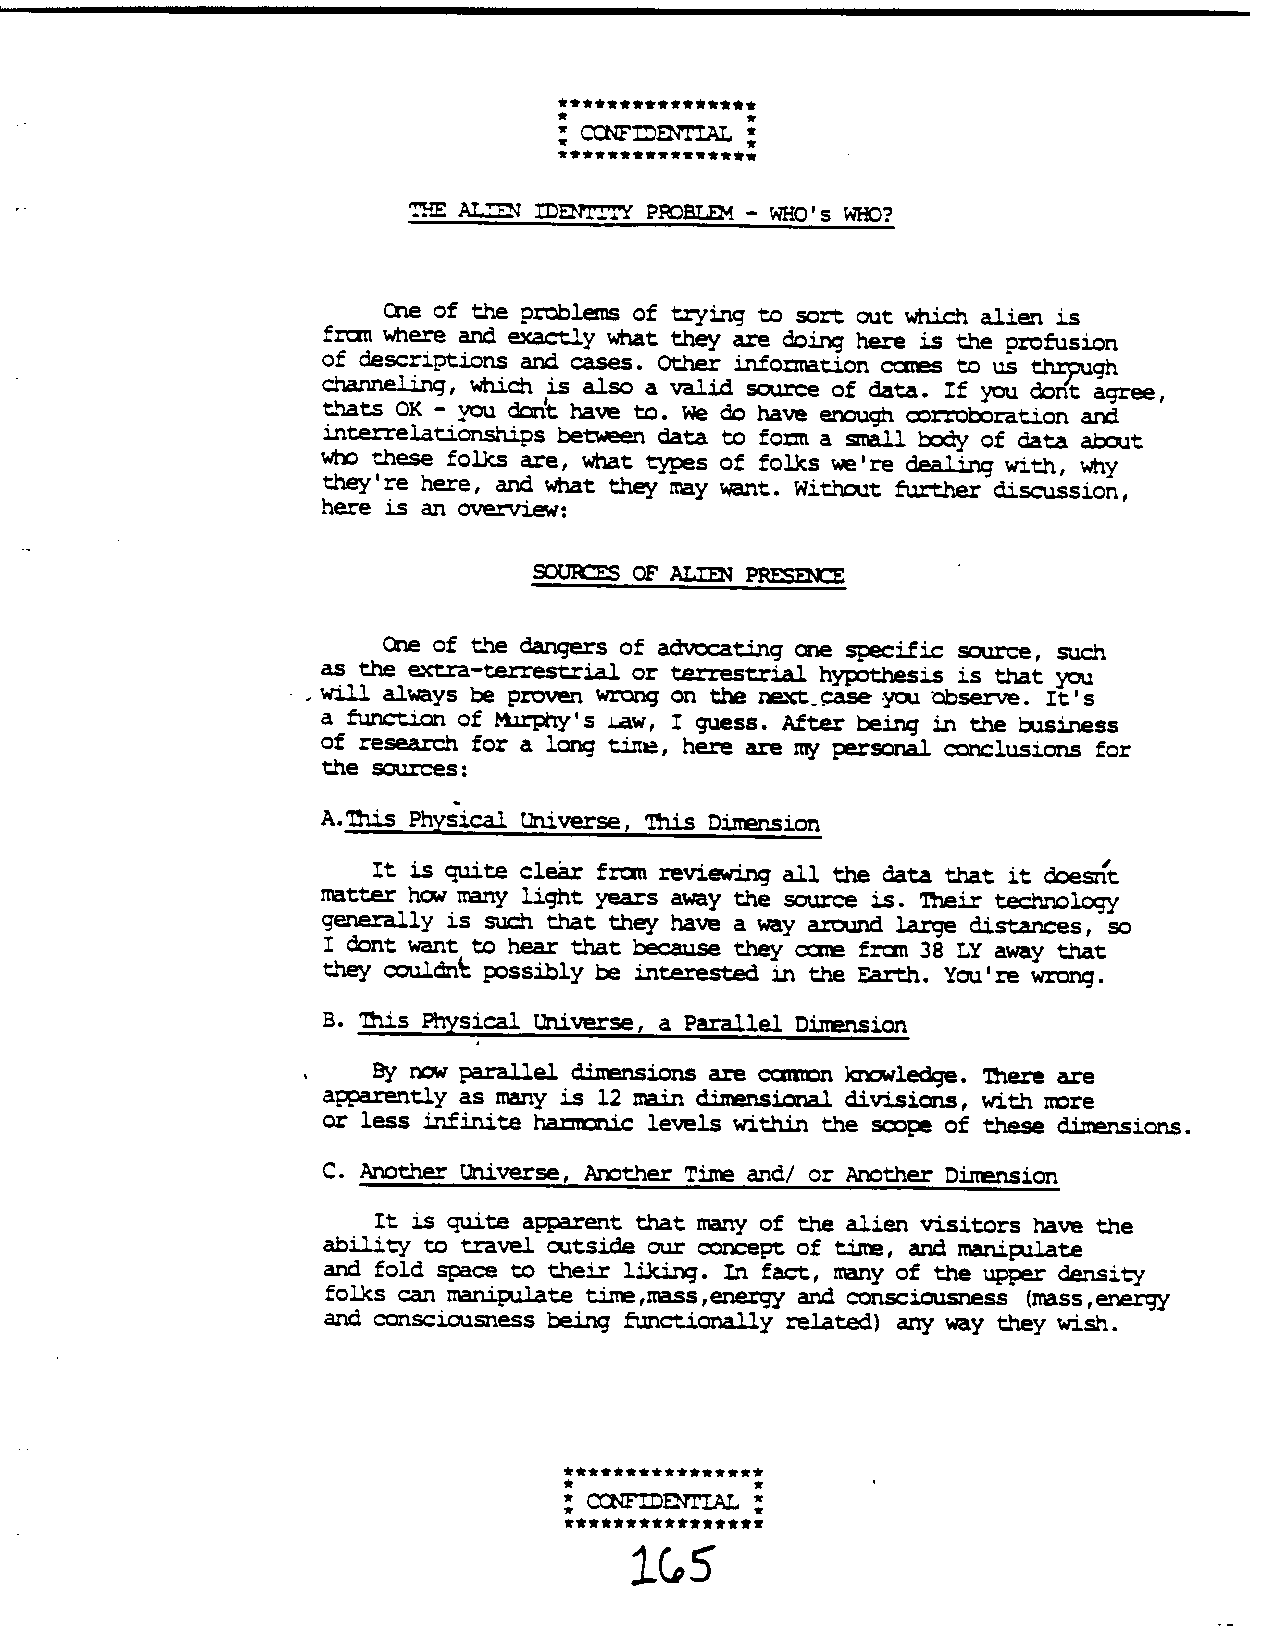 ****************
* *
* CONFIDENTIAL *
* *
****************
THE ALIEN IDENTITY PROBLEM - WHO's WHO?
One of the problems of trying to sort out which alien is
from where and exactly what they are doing here is the profusion
of descriptions and cases. Other information comes to us through
channeling, which is also a valid source of data. If you don't agree,
thats OK - you don't have to. We do have enough corroboration and
interrelationships between data to form a small body of data about
who these folks are, what types of folks we're dealing with, why
they're here, and what they may want. Without further discussion,
here is an overview:
SOURCES OF ALIEN PRESENCE
One of the dangers of advocating one specific source, such
as the extra-terrestrial or terrestrial hypothesis is that you
will always be proven wrong on the next case you observe. It's
a function of Murphy's Law, I guess. After being in the business
of research for a long time, here are my personal conclusions for
the sources:
A.This Physical Universe, This Dimension
It is quite clear from reviewing all the data that it doesn't
matter how many light years away the source is. Their technology
generally is such that they have a way around large distances, so
I dont want to hear that because they come from 38 LY away that
they couldn't possibly be interested in the Earth. You're wrong.
B. This Physical Universe, a Parallel Dimension
By now parallel dimensions are common knowledge. There are
apparently as many is 12 main dimensional divisions, with more
or less infinite harmonic levels within the scope of these dimensions.
C. Another Universe, Another Time and/ or Another Dimension
It is quite apparent that many of the alien visitors have the
ability to travel outside our concept of time, and manipulate
and fold space to their liking. In fact, many of the upper density
folks can manipulate time,mass,energy and consciousness (mass,energy
and consciousness being functionally related) any way they wish.
****************
* *
* CONFIDENTIAL *
* *
****************
165